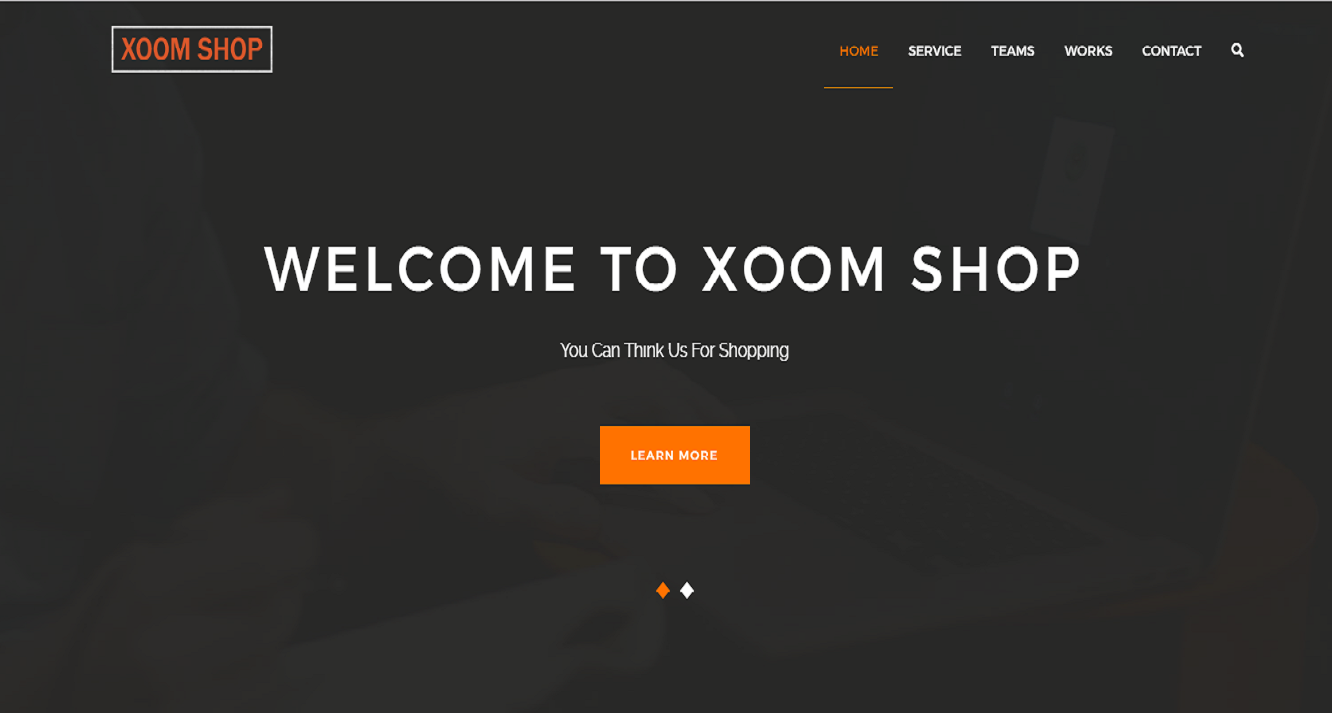 XOOM SHOP
HOME SERVICE TEAMS WORKS CONTACT
WELCOME TO XOOM SHOP
You Can Think Us For Shopping
LEARN MORE